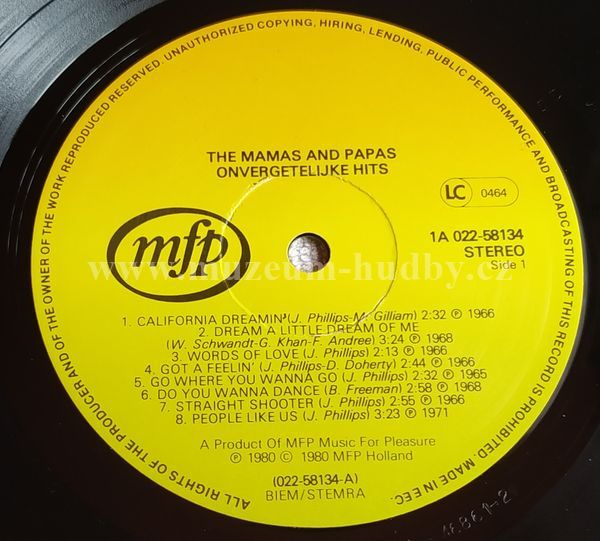 ALL RIGHTS OF THE PRODUCER AND OF THE OWNER OF THE WORK REPRODUCED RESERVED. UNAUTHORIZED COPYING, HIRING, LENDING, PUBLIC PERFORMANCE AND BROADCASTING OF THIS RECORD IS PROHIBITED. MADE IN EEC.
THE MAMAS AND PAPAS
ONVERGETELIJKE HITS
LC 0464
mfp
1A 022-58134
STEREO
Side 1
www.muzeum-hudby.cz
1. CALIFORNIA DREAMIN' (J. Phillips-M. Gilliam) 2:32 ℗ 1966
2. DREAM A LITTLE DREAM OF ME
(W. Schwandt-G. Khan-F. Andree) 3:24 ℗ 1968
3. WORDS OF LOVE (J. Phillips) 2:13 ℗ 1966
4. GOT A FEELIN' (J. Phillips-D. Doherty) 2:44 ℗ 1966
5. GO WHERE YOU WANNA GO (J. Phillips) 2:32 ℗ 1965
6. DO YOU WANNA DANCE (B. Freeman) 2:58 ℗ 1968
7. STRAIGHT SHOOTER (J. Phillips) 2:55 ℗ 1966
8. PEOPLE LIKE US (J. Phillips) 3:23 ℗ 1971
A Product Of MFP Music For Pleasure
℗ 1980 © 1980 MFP Holland
(022-58134-A)
BIEM/STEMRA